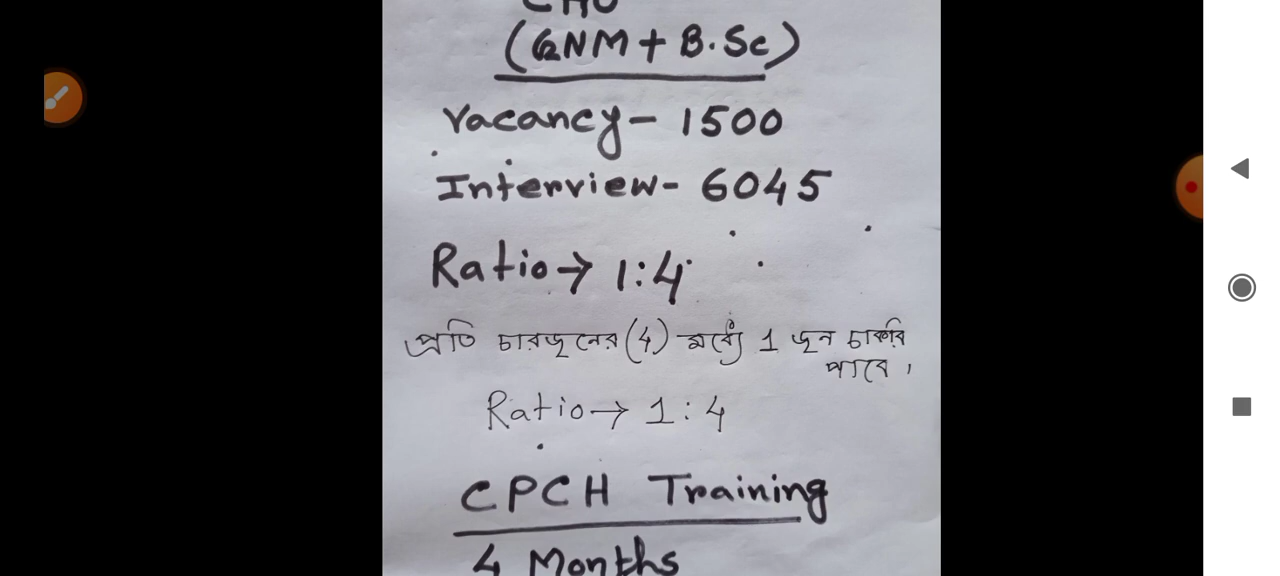 CHO
(GNM + B.Sc)
Vacancy - 1500
Interview - 6045
Ratio → 1:4
প্রতি চারজনের (4) মধ্যে 1 জন চাকরি
পাবে ।
Ratio → 1:4
CPCH Training
4 Months